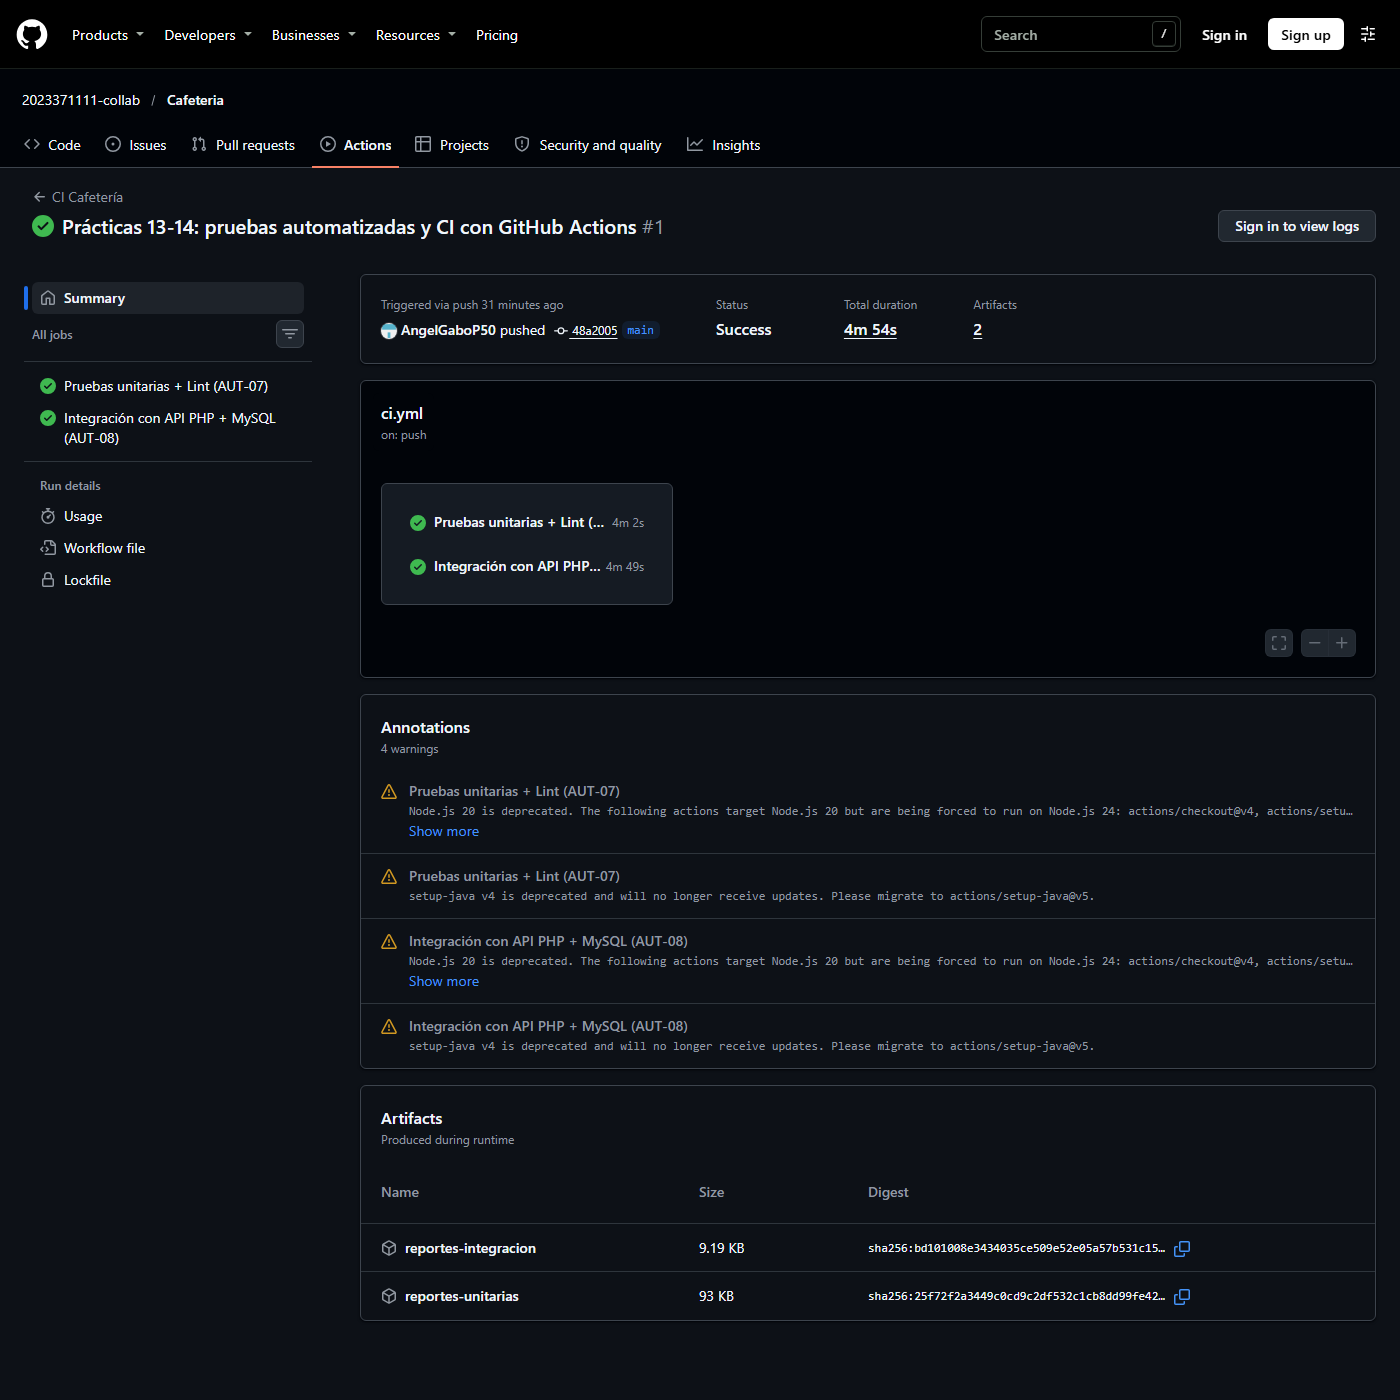 Products Developers Businesses Resources Pricing Search / Sign in Sign up
2023371111-collab / Cafeteria
Code Issues Pull requests Actions Projects Security and quality Insights
CI Cafetería
Prácticas 13-14: pruebas automatizadas y CI con GitHub Actions #1
Sign in to view logs
Summary
All jobs
Pruebas unitarias + Lint (AUT-07)
Integración con API PHP + MySQL
(AUT-08)
Run details
Usage
Workflow file
Lockfile
Triggered via push 31 minutes ago
AngelGaboP50 pushed 48a2005 main
Status
Success
Total duration
4m 54s
Artifacts
2
ci.yml
on: push
Pruebas unitarias + Lint (... 4m 2s
Integración con API PHP... 4m 49s
Annotations
4 warnings
Pruebas unitarias + Lint (AUT-07)
Node.js 20 is deprecated. The following actions target Node.js 20 but are being forced to run on Node.js 24: actions/checkout@v4, actions/setu…
Show more
Pruebas unitarias + Lint (AUT-07)
setup-java v4 is deprecated and will no longer receive updates. Please migrate to actions/setup-java@v5.
Integración con API PHP + MySQL (AUT-08)
Node.js 20 is deprecated. The following actions target Node.js 20 but are being forced to run on Node.js 24: actions/checkout@v4, actions/setu…
Show more
Integración con API PHP + MySQL (AUT-08)
setup-java v4 is deprecated and will no longer receive updates. Please migrate to actions/setup-java@v5.
Artifacts
Produced during runtime
Name Size Digest
reportes-integracion 9.19 KB sha256:bd101008e3434035ce509e52e05a57b531c15…
reportes-unitarias 93 KB sha256:25f72f2a3449c0cd9c2df532c1cb8dd99fe42…